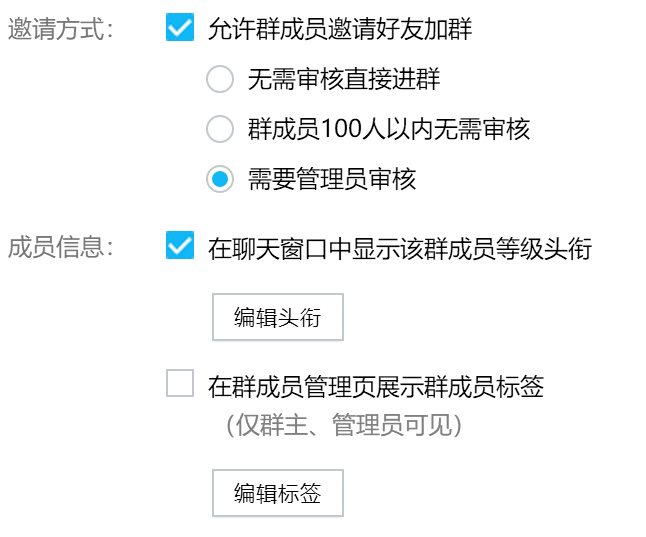 邀请方式： 允许群成员邀请好友加群
无需审核直接进群
群成员100人以内无需审核
需要管理员审核
成员信息： 在聊天窗口中显示该群成员等级头衔
编辑头衔
在群成员管理页展示群成员标签
（仅群主、管理员可见）
编辑标签